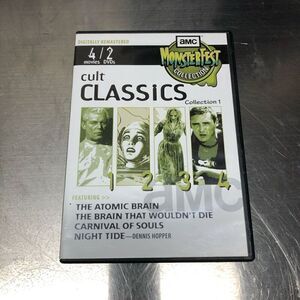 DIGITALLY REMASTERED
4/2
movies DVDs
amc
MONSTERFEST
COLLECTION
cult
CLASSiCS
Collection 1
1 2 3 4
FEATURING >>
amc
THE ATOMIC BRAIN
THE BRAIN THAT WOULDN'T DIE
CARNIVAL OF SOULS
NIGHT TIDE—DENNIS HOPPER